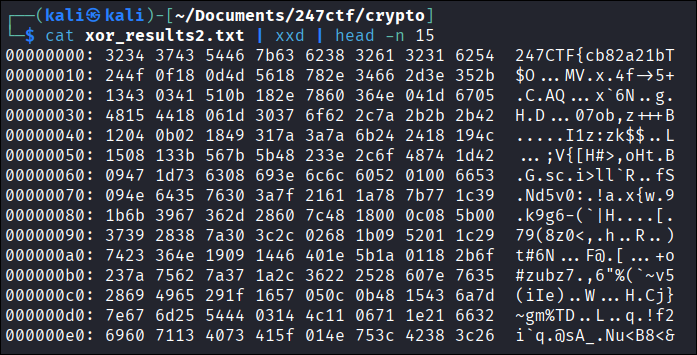 ┌──(kali㉿kali)-[~/Documents/247ctf/crypto]
└─$ cat xor_results2.txt | xxd | head -n 15
00000000: 3234 3743 5446 7b63 6238 3261 3231 6254  247CTF{cb82a21bT
00000010: 244f 0f18 0d4d 5618 782e 3466 2d3e 352b  $O...MV.x.4f->5+
00000020: 1343 0341 510b 182e 7860 364e 041d 6705  .C.AQ...x`6N..g.
00000030: 4815 4418 061d 3037 6f62 2c7a 2b2b 2b42  H.D...07ob,z+++B
00000040: 1204 0b02 1849 317a 3a7a 6b24 2418 194c  .....I1z:zk$$..L
00000050: 1508 133b 567b 5b48 233e 2c6f 4874 1d42  ...;V{[H#>,oHt.B
00000060: 0947 1d73 6308 693e 6c6c 6052 0100 6653  .G.sc.i>ll`R..fS
00000070: 094e 6435 7630 3a7f 2161 1a78 7b77 1c39  .Nd5v0:.!a.x{w.9
00000080: 1b6b 3967 362d 2860 7c48 1800 0c08 5b00  .k9g6-(`|H....[.
00000090: 3739 2838 7a30 3c2c 0268 1b09 5201 1c29  79(8z0<,.h..R..)
000000a0: 7423 364e 1909 1446 401e 5b1a 0118 2b6f  t#6N...F@.[...+o
000000b0: 237a 7562 7a37 1a2c 3622 2528 607e 7635  #zubz7.,6"%(`~v5
000000c0: 2869 4965 291f 1657 050c 0b48 1543 6a7d  (iIe)..W...H.Cj}
000000d0: 7e67 6d25 5444 0314 4c11 0671 1e21 6632  ~gm%TD..L..q.!f2
000000e0: 6960 7113 4073 415f 014e 753c 4238 3c26  i`q.@sA_.Nu<B8<&